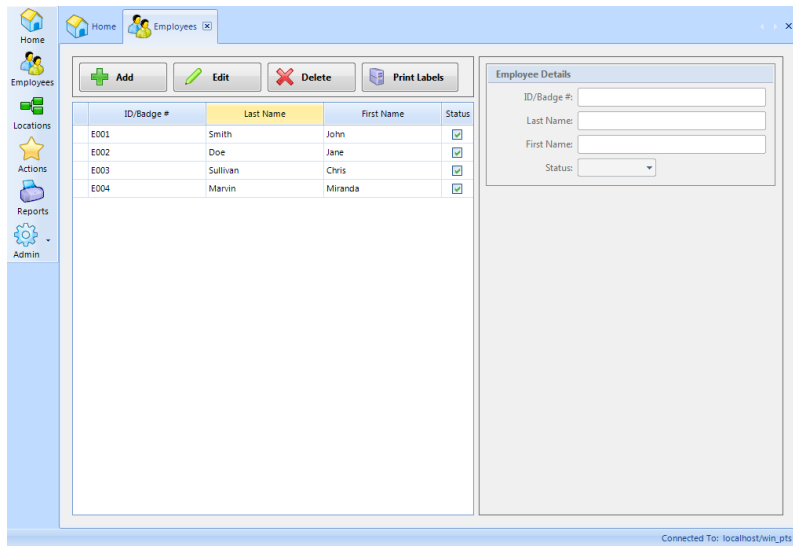 Home
Employees
Locations
Actions
Reports
Admin
Home Employees
Add Edit Delete Print Labels
ID/Badge # Last Name First Name Status
E001 Smith John
E002 Doe Jane
E003 Sullivan Chris
E004 Marvin Miranda
Employee Details
ID/Badge #:
Last Name:
First Name:
Status:
Connected To: localhost/win_pts